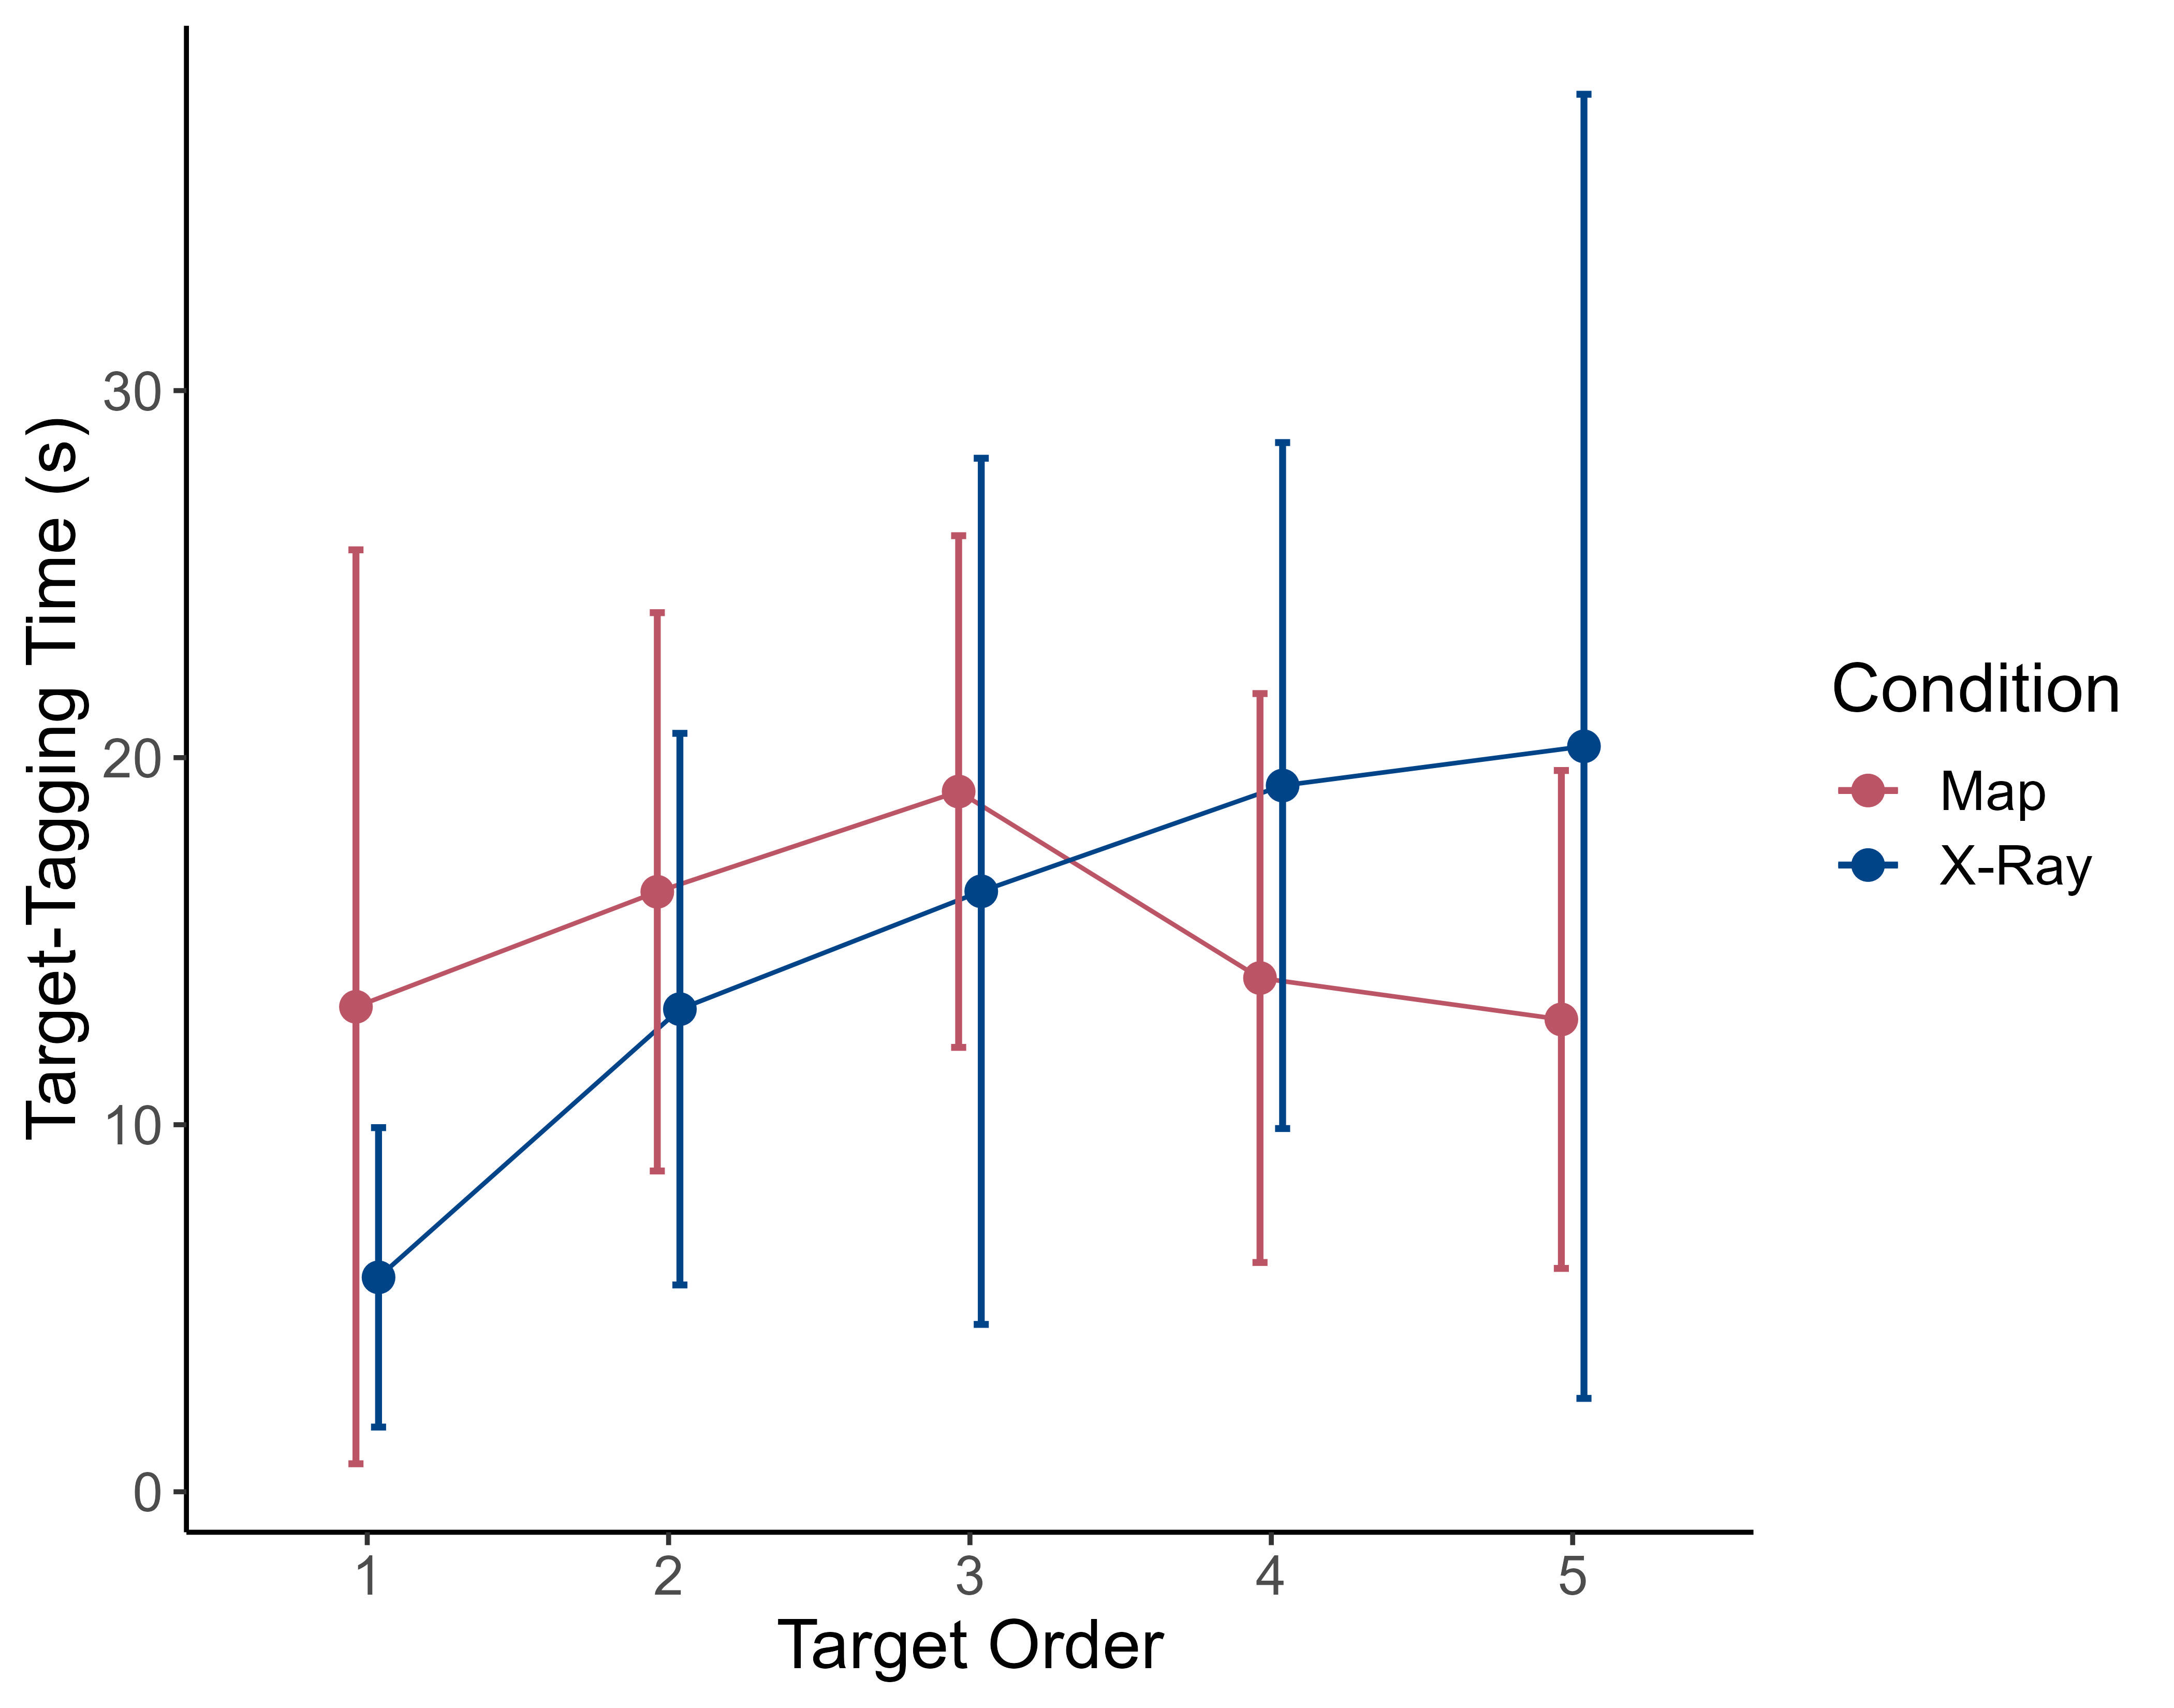 Target-Tagging Time (s)
30
20
10
0
1 2 3 4 5
Target Order
Condition
Map
X-Ray